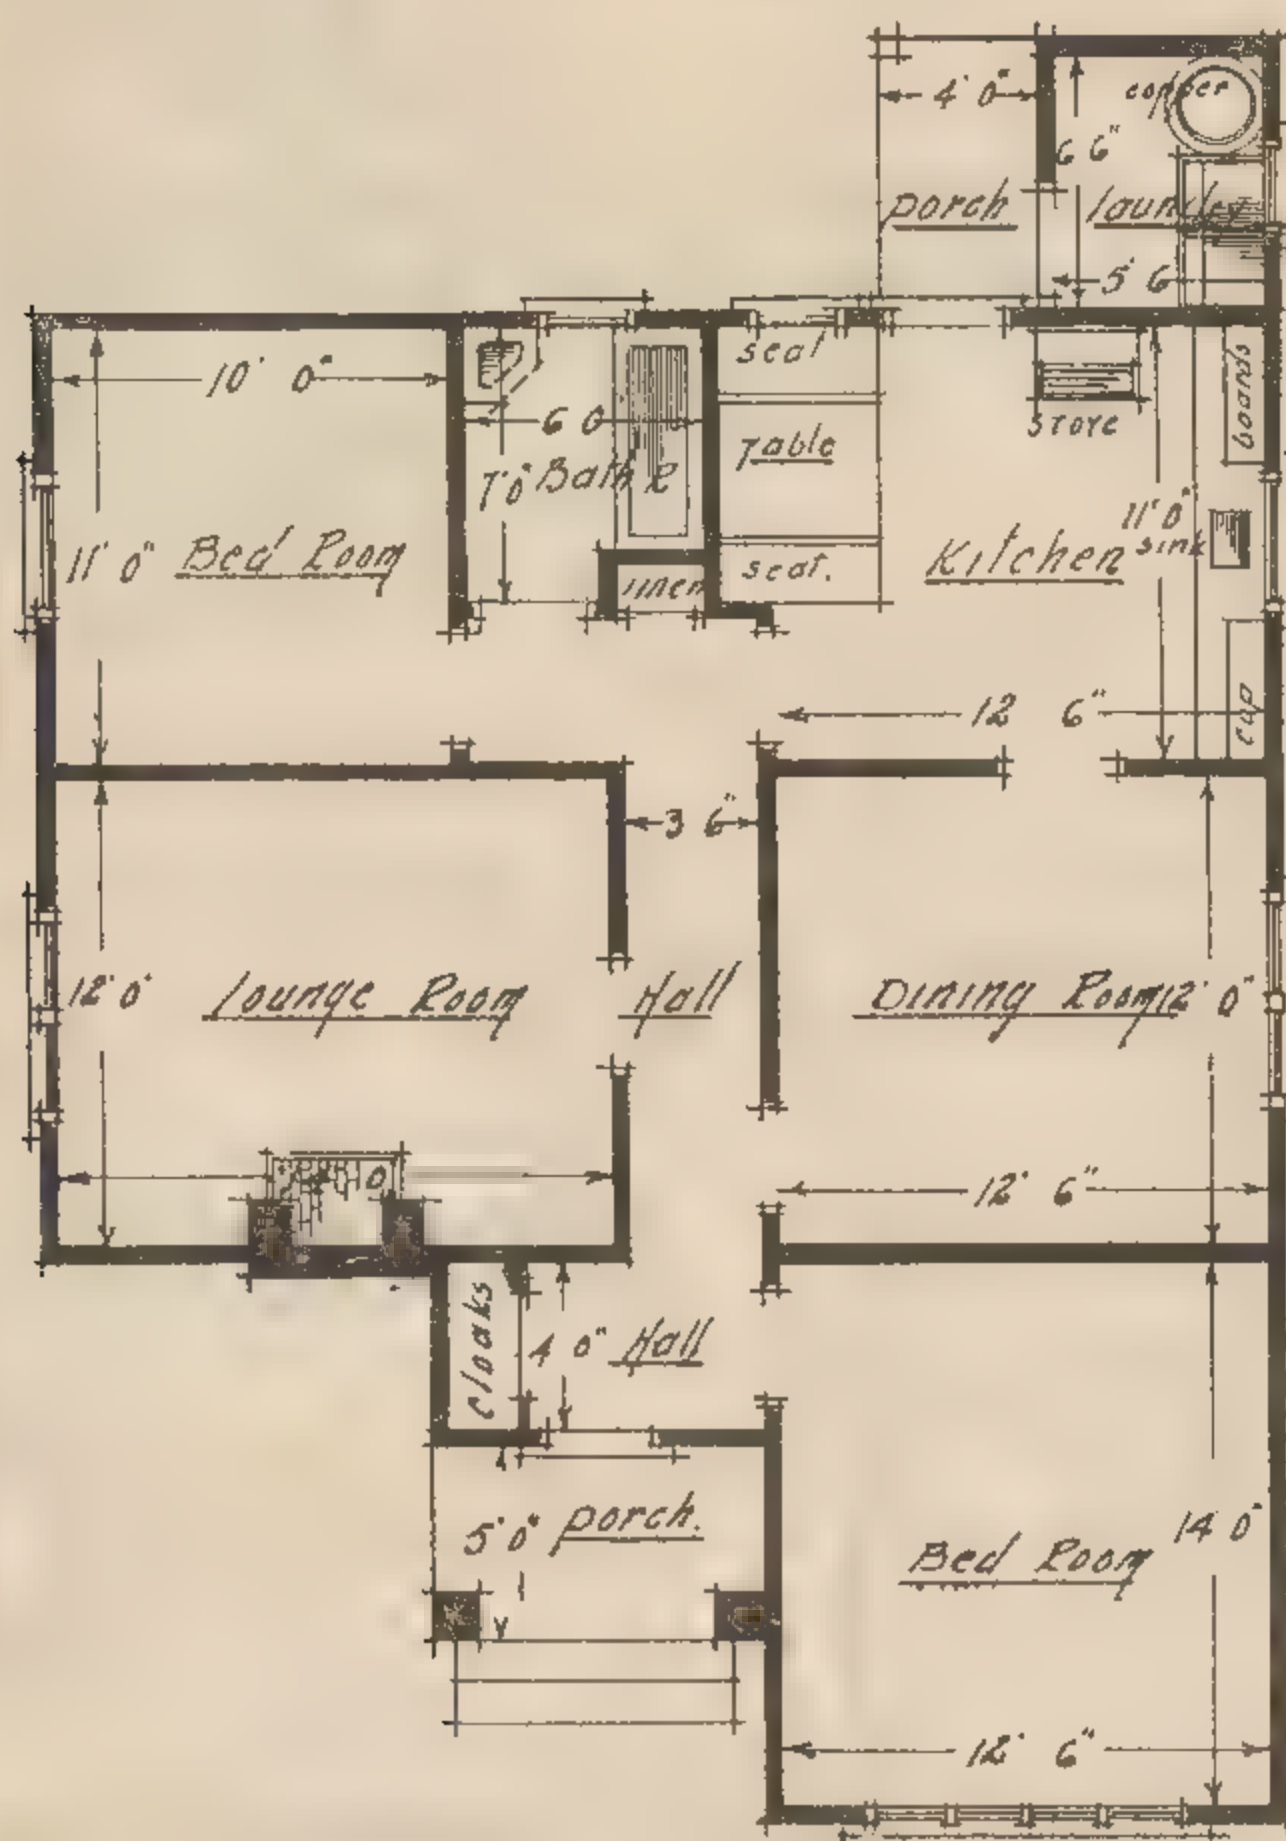 4' 0"
copper
6 6"
porch
laundry
5' 6
10' 0"
seat
6 0
store
Table
7' 0" Bath R
11' 0" Bed Room
11' 0"
Kitchen
sink
linen
seat.
12 6"
cup
boards
3 6"
12' 0"
Lounge Room
Hall
Dining Room
12' 0"
12' 6"
cloaks
4 0"
Hall
5' 0"
porch.
Bed Room
14' 0"
12' 6"